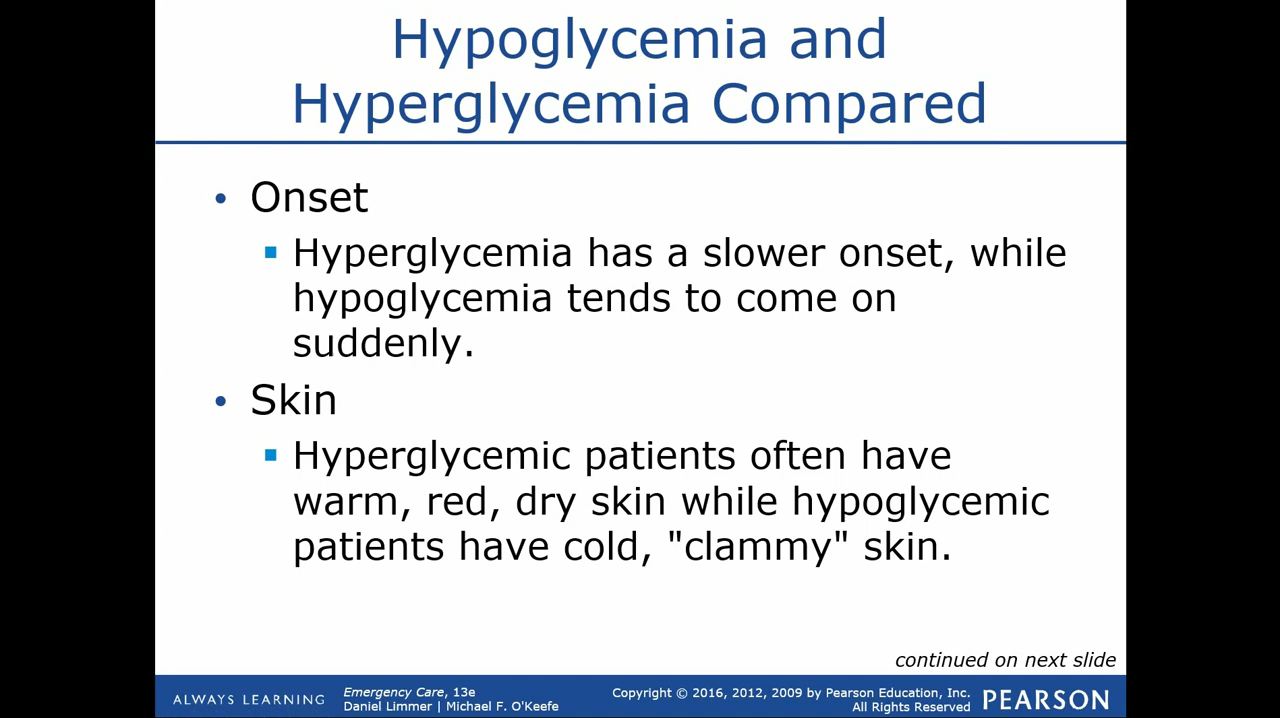 Hypoglycemia and
Hyperglycemia Compared
• Onset
▪ Hyperglycemia has a slower onset, while
hypoglycemia tends to come on
suddenly.
• Skin
▪ Hyperglycemic patients often have
warm, red, dry skin while hypoglycemic
patients have cold, "clammy" skin.
continued on next slide
ALWAYS LEARNING
Emergency Care, 13e
Daniel Limmer | Michael F. O'Keefe
Copyright © 2016, 2012, 2009 by Pearson Education, Inc.
All Rights Reserved
PEARSON